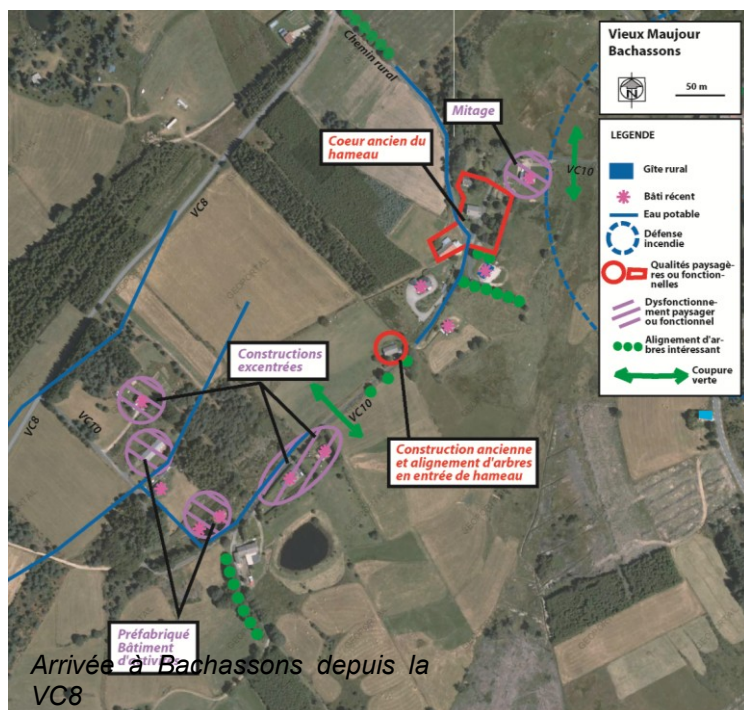 Vieux Maujour
Bachassons
N
50 m
LEGENDE
Gîte rural
Bâti récent
Eau potable
Défense
incendie
Qualités paysagè-
res ou fonction-
nelles
Dysfonctionne-
ment paysager
ou fonctionnel
Alignement d'ar-
bres intéressant
Coupure
verte
Chemin rural
Mitage
Coeur ancien du
hameau
VC10
VC8
Constructions
excentrées
VC10
VC10
VC8
Construction ancienne
et alignement d'arbres
en entrée de hameau
Préfabriqué
Bâtiment
Arrivée à Bachassons depuis la
VC8